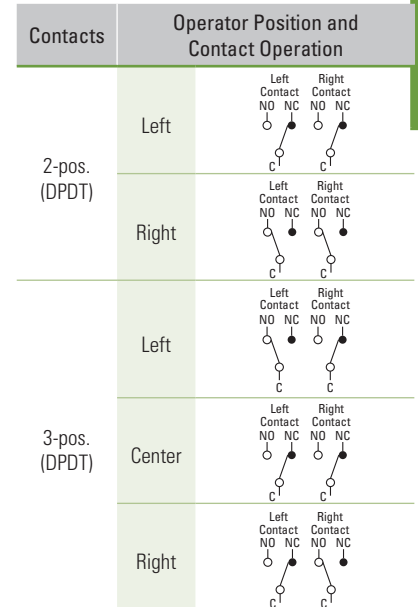 Contacts
Operator Position and
Contact Operation
2-pos.
(DPDT)
Left
Left Right
Contact Contact
NO NC NO NC
C C
Right
Left Right
Contact Contact
NO NC NO NC
C C
3-pos.
(DPDT)
Left
Left Right
Contact Contact
NO NC NO NC
C C
Center
Left Right
Contact Contact
NO NC NO NC
C C
Right
Left Right
Contact Contact
NO NC NO NC
C C